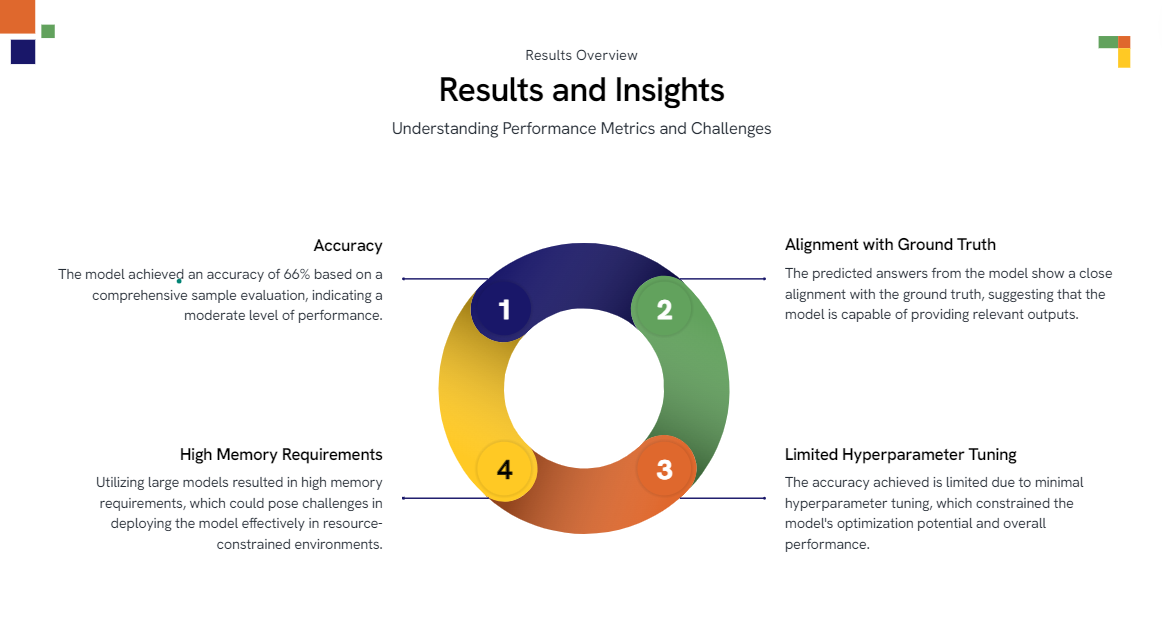 Results Overview
Results and Insights
Understanding Performance Metrics and Challenges
Accuracy
The model achieved an accuracy of 66% based on a
comprehensive sample evaluation, indicating a
moderate level of performance.
1
2
Alignment with Ground Truth
The predicted answers from the model show a close
alignment with the ground truth, suggesting that the
model is capable of providing relevant outputs.
High Memory Requirements
Utilizing large models resulted in high memory
requirements, which could pose challenges in
deploying the model effectively in resource-
constrained environments.
4
3
Limited Hyperparameter Tuning
The accuracy achieved is limited due to minimal
hyperparameter tuning, which constrained the
model's optimization potential and overall
performance.